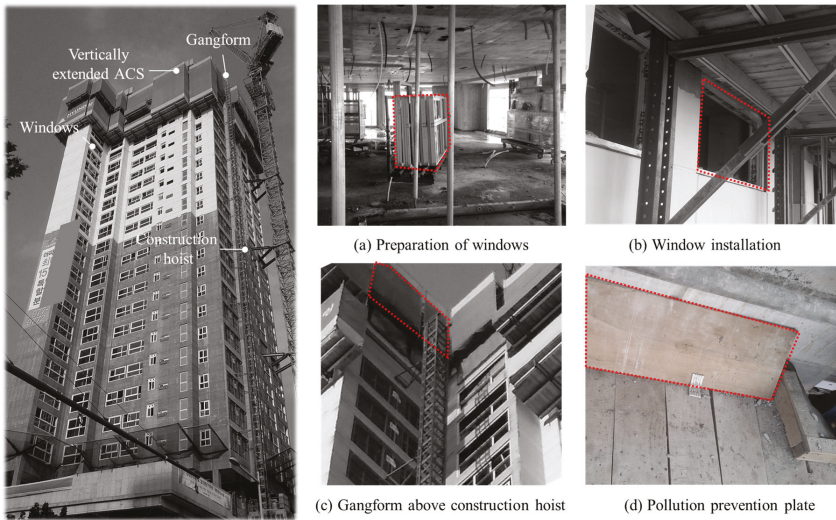 Gangform
Vertically
extended ACS
Windows
Construction
hoist
(a) Preparation of windows
(b) Window installation
(c) Gangform above construction hoist
(d) Pollution prevention plate